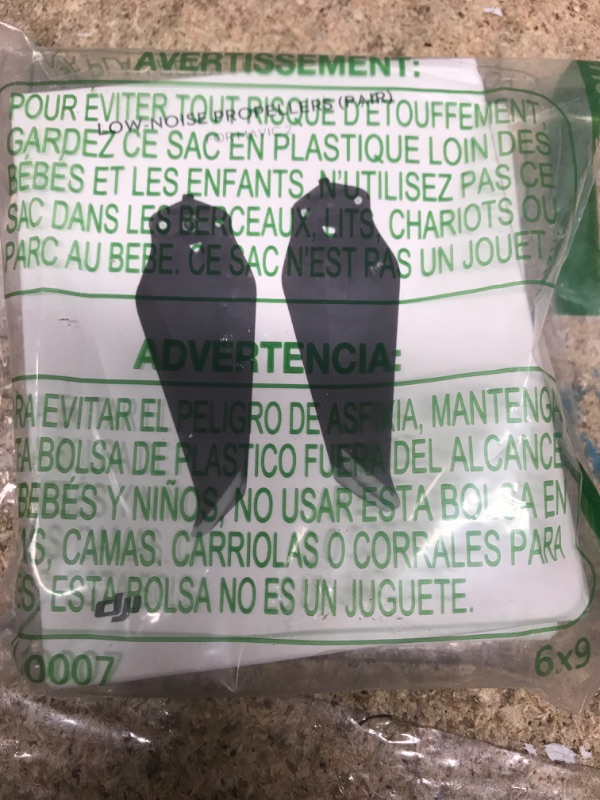 AVERTISSEMENT:
POUR ÉVITER TOUT RISQUE D'ÉTOUFFEMENT,
LOW-NOISE PROPELLERS (PAIR)
GARDEZ CE SAC EN PLASTIQUE LOIN DES
BÉBÉS ET LES ENFANTS. N'UTILISEZ PAS CE
SAC DANS LES BERCEAUX, LITS, CHARIOTS OU
PARC AU BEBE. CE SAC N'EST PAS UN JOUET.
ADVERTENCIA:
RA EVITAR EL PELIGRO DE ASFIXIA, MANTENGA
TA BOLSA DE PLASTICO FUERA DEL ALCANCE
BEBÉS Y NIÑOS, NO USAR ESTA BOLSA EN
S, CAMAS, CARRIOLAS O CORRALES PARA
S. ESTA BOLSA NO ES UN JUGUETE.
dji
0007
6x9